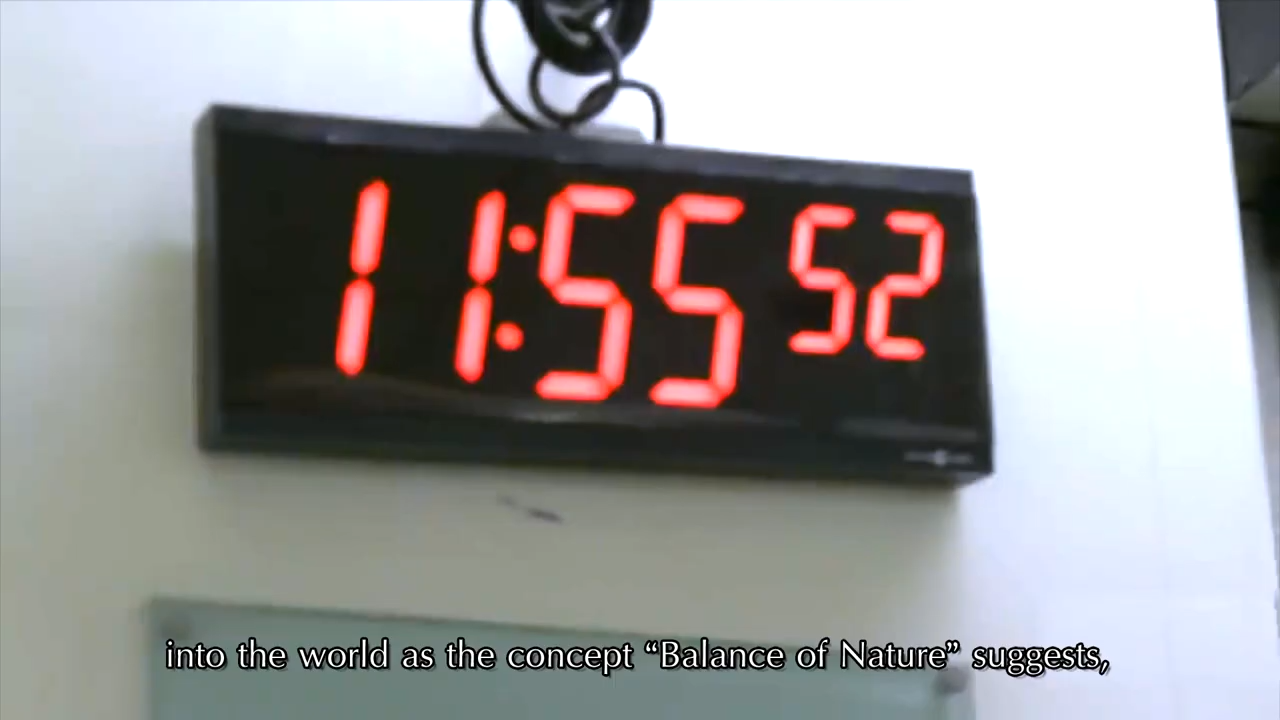 11:55 52
into the world as the concept “Balance of Nature” suggests,